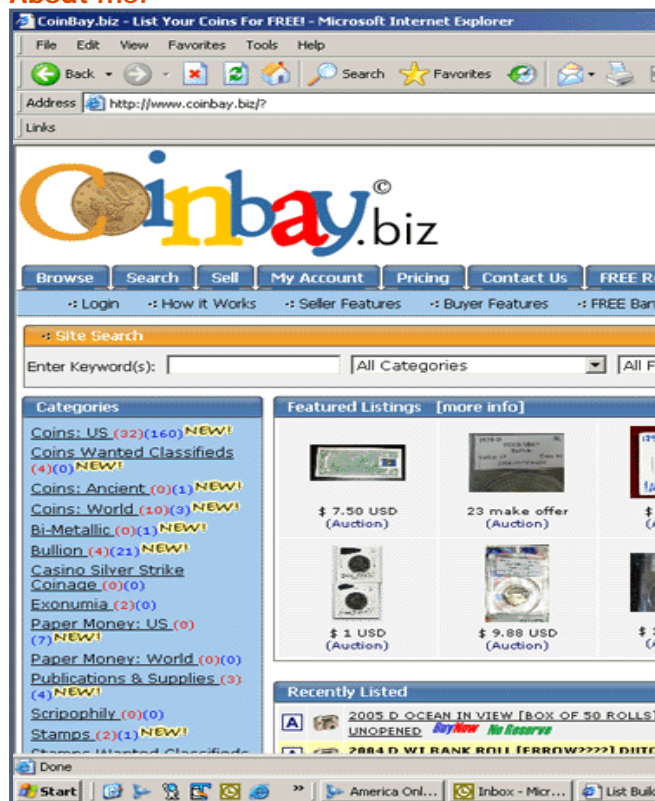 About me:
CoinBay.biz - List Your Coins For FREE! - Microsoft Internet Explorer
File Edit View Favorites Tools Help
Back Search Favorites
Address http://www.coinbay.biz/?
Links
Coinbay.biz ©
Browse Search Sell My Account Pricing Contact Us FREE R
-: Login -: How it Works -: Seller Features -: Buyer Features -: FREE Ban
-: Site Search
Enter Keyword(s): All Categories All F
Categories
Coins: US (32)(160) NEW!
Coins Wanted Classifieds
(4)(0) NEW!
Coins: Ancient (0)(1) NEW!
Coins: World (10)(3) NEW!
Bi-Metallic (0)(1) NEW!
Bullion (4)(21) NEW!
Casino Silver Strike
Coinage (0)(0)
Exonumia (2)(0)
Paper Money: US (0)
(7) NEW!
Paper Money: World (0)(0)
Publications & Supplies (3)
(4) NEW!
Scripophily (0)(0)
Stamps (2)(1) NEW!
Stamps Wanted Classifieds
Featured Listings [more info]
$ 7.50 USD 23 make offer $
(Auction) (Auction) (A
$ 1 USD $ 9.88 USD $
(Auction) (Auction)
Recently Listed
A 2005 D OCEAN IN VIEW [BOX OF 50 ROLLS]
UNOPENED BuyNow No Reserve
A 2004 D WI BANK ROLL [ERROW????] DUTC
Done
Start » America Onl... Inbox - Micr... List Buil